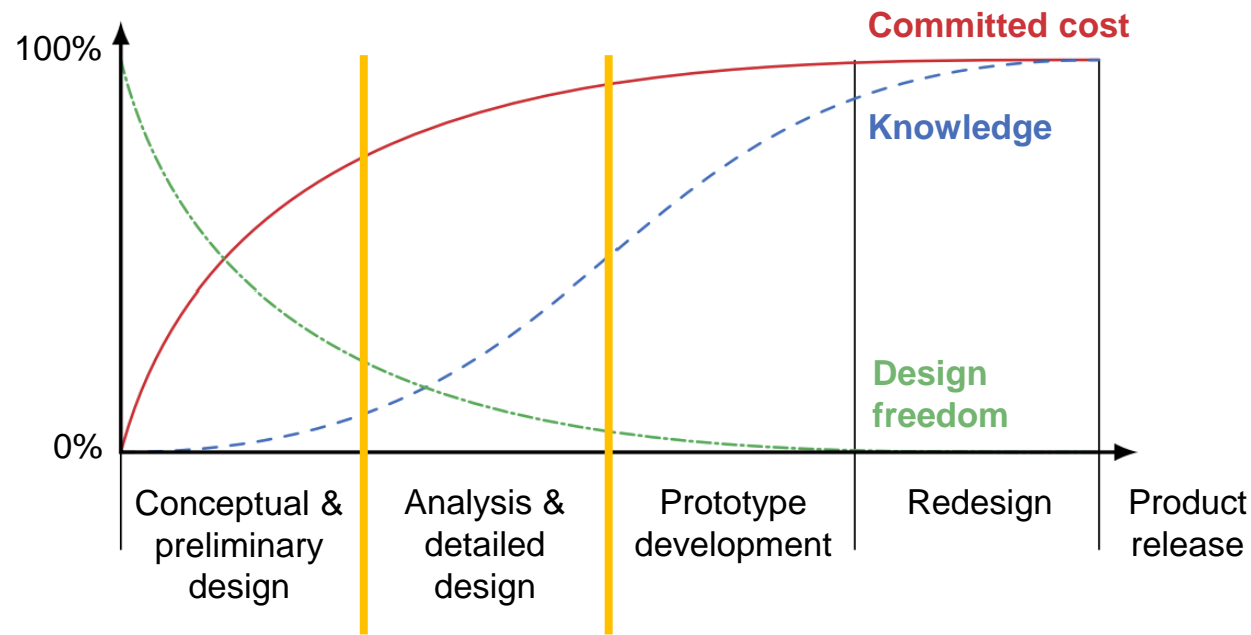 Committed cost
100%
Knowledge
Design
freedom
0%
Conceptual &
preliminary
design
Analysis &
detailed
design
Prototype
development
Redesign
Product
release